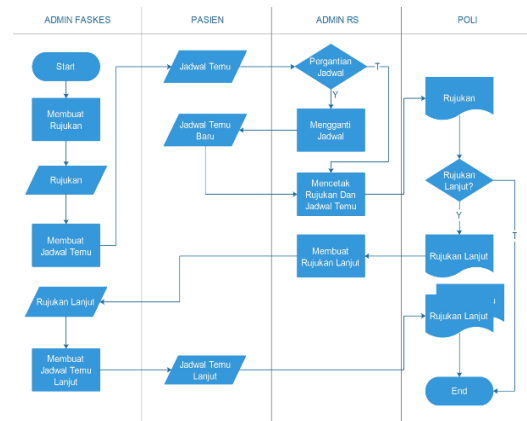 ADMIN FASKES
PASIEN
ADMIN RS
POLI
Start
Membuat
Rujukan
Rujukan
Membuat
Jadwal Temu
Rujukan Lanjut
Membuat
Jadwal Temu
Lanjut
Jadwal Temu
Jadwal Temu
Baru
Jadwal Temu
Lanjut
Pergantian
Jadwal
T
Y
Mengganti
Jadwal
Mencetak
Rujukan Dan
Jadwal Temu
Membuat
Rujukan Lanjut
Rujukan
Rujukan
Lanjut?
Y
T
Rujukan Lanjut
Rujukan Lanjut
End